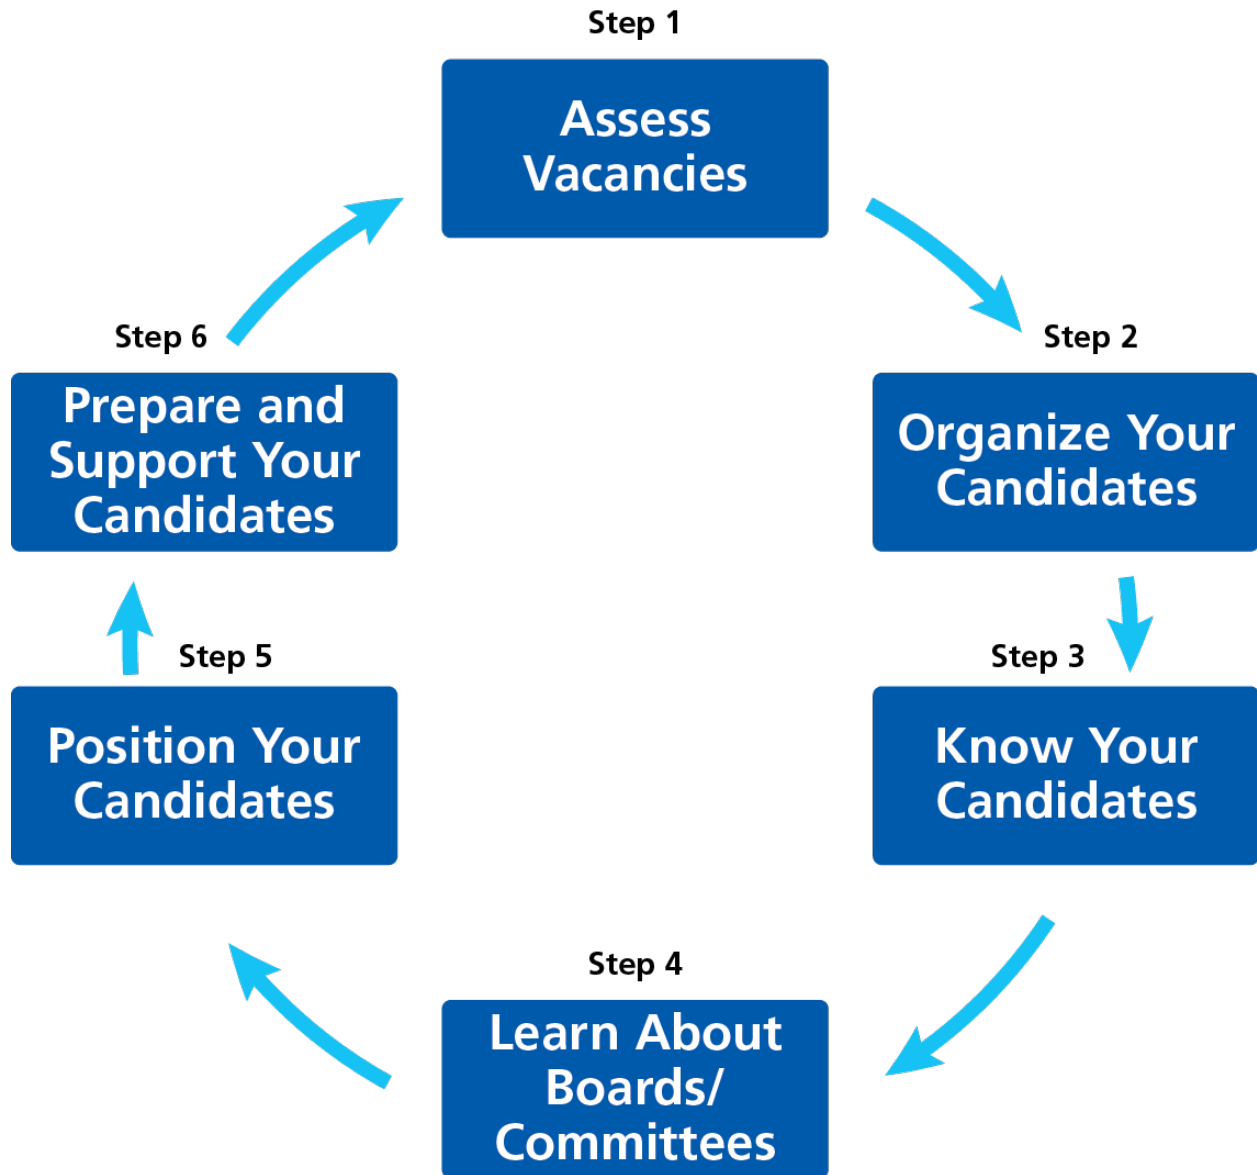 Step 1
Assess
Vacancies
Step 2
Organize Your
Candidates
Step 3
Know Your
Candidates
Step 4
Learn About
Boards/
Committees
Step 5
Position Your
Candidates
Step 6
Prepare and
Support Your
Candidates